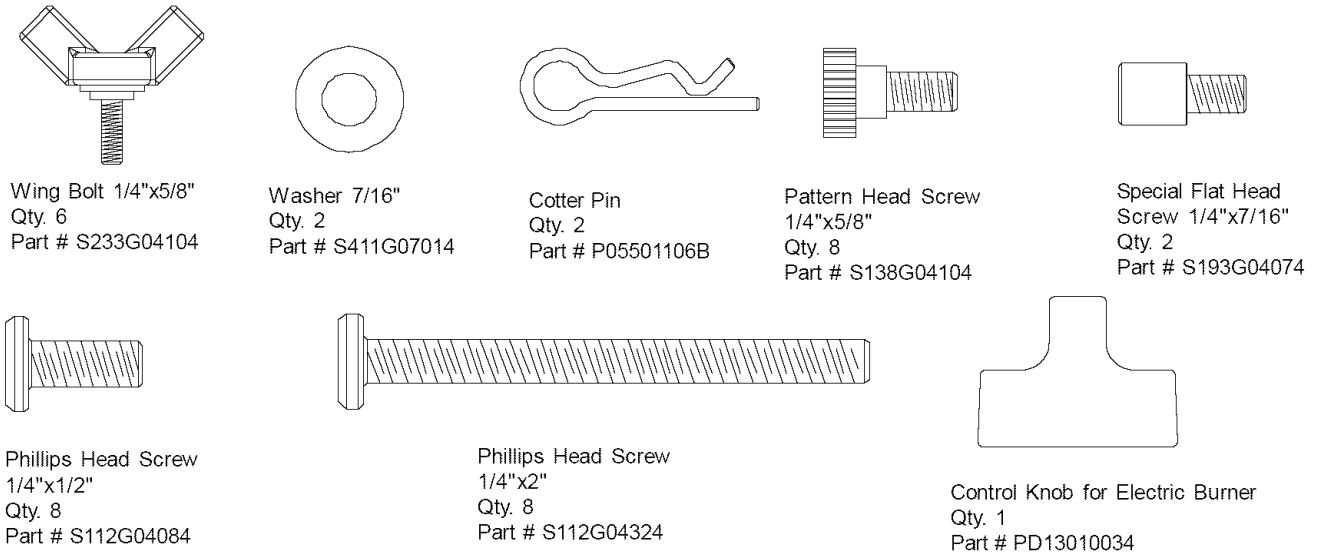 Wing Bolt 1/4"x5/8"
Qty. 6
Part # S233G04104
Washer 7/16"
Qty. 2
Part # S411G07014
Cotter Pin
Qty. 2
Part # P05501106B
Pattern Head Screw
1/4"x5/8"
Qty. 8
Part # S138G04104
Special Flat Head
Screw 1/4"x7/16"
Qty. 2
Part # S193G04074
Phillips Head Screw
1/4"x1/2"
Qty. 8
Part # S112G04084
Phillips Head Screw
1/4"x2"
Qty. 8
Part # S112G04324
Control Knob for Electric Burner
Qty. 1
Part # PD13010034